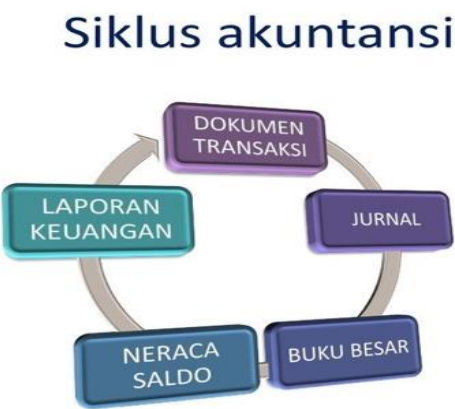 Siklus akuntansi
DOKUMEN
TRANSAKSI
JURNAL
BUKU BESAR
NERACA
SALDO
LAPORAN
KEUANGAN